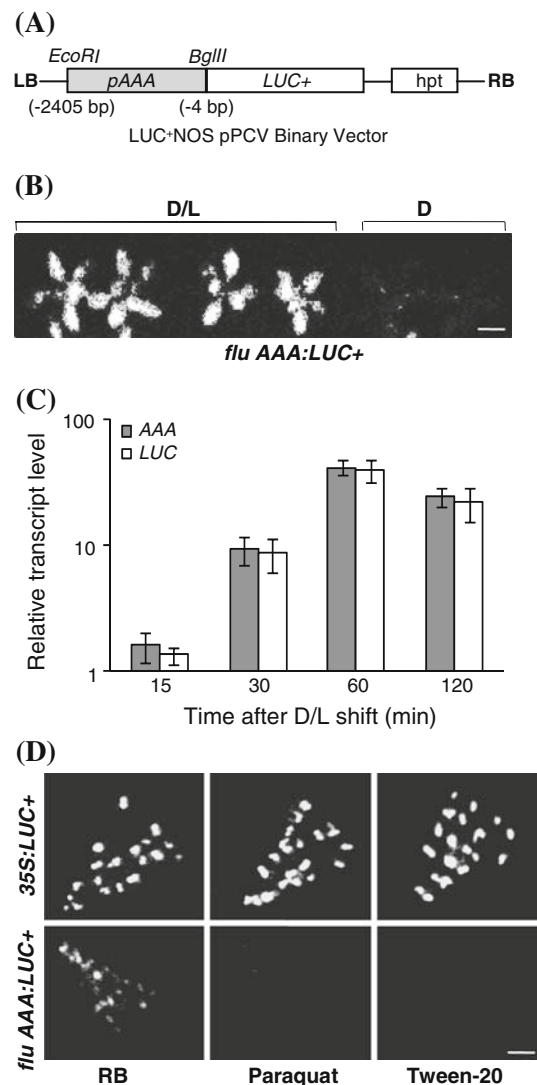 (A)
EcoRI BglII
LB pAAA LUC+ hpt RB
(-2405 bp) (-4 bp)
LUC+NOS pPCV Binary Vector
(B)
D/L D
flu AAA:LUC+
(C)
100
AAA
LUC
10
1
Relative transcript level
15 30 60 120
Time after D/L shift (min)
(D)
35S:LUC+
flu AAA:LUC+
RB Paraquat Tween-20